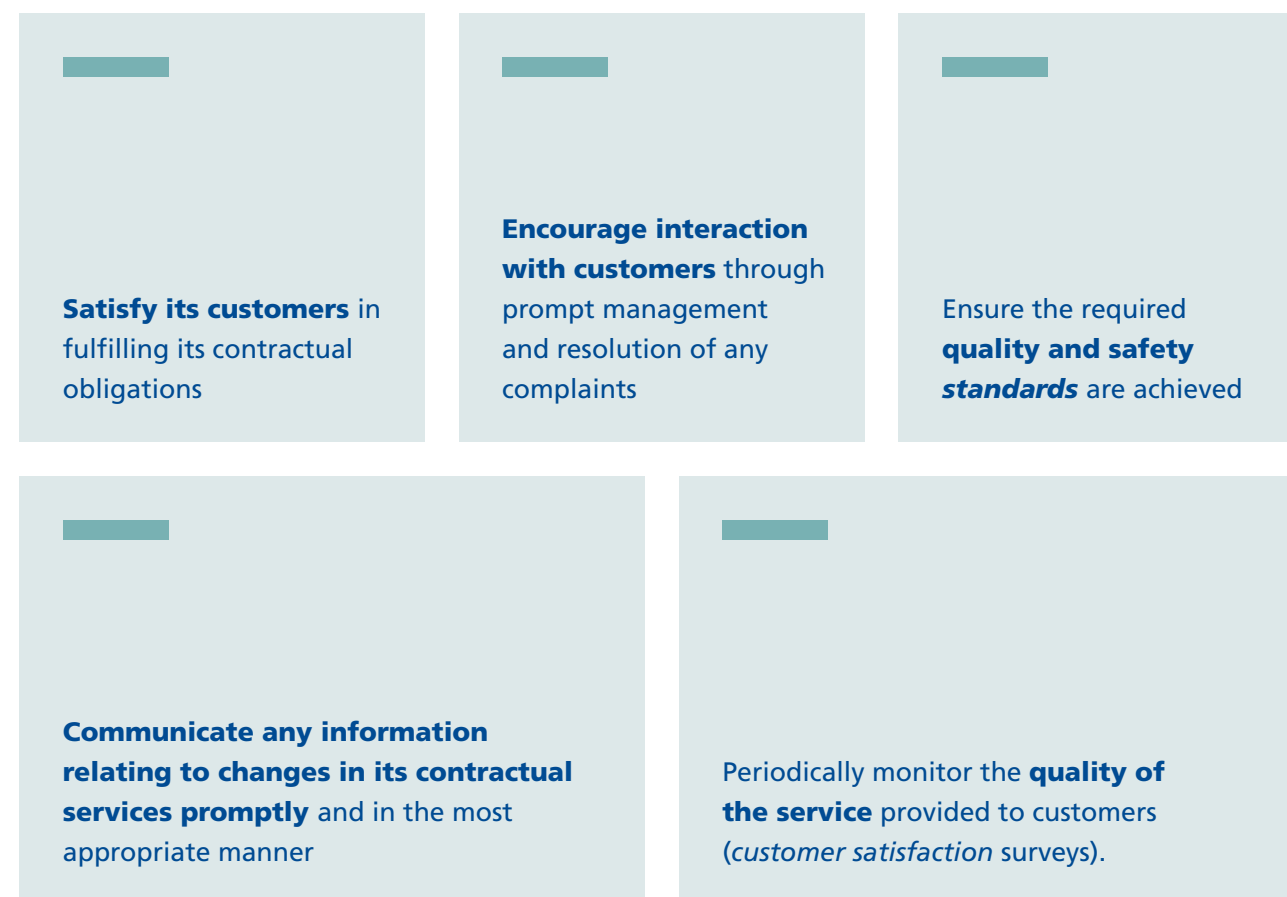 Satisfy its customers in
fulfilling its contractual
obligations
Encourage interaction
with customers through
prompt management
and resolution of any
complaints
Ensure the required
quality and safety
standards are achieved
Communicate any information
relating to changes in its contractual
services promptly and in the most
appropriate manner
Periodically monitor the quality of
the service provided to customers
(customer satisfaction surveys).